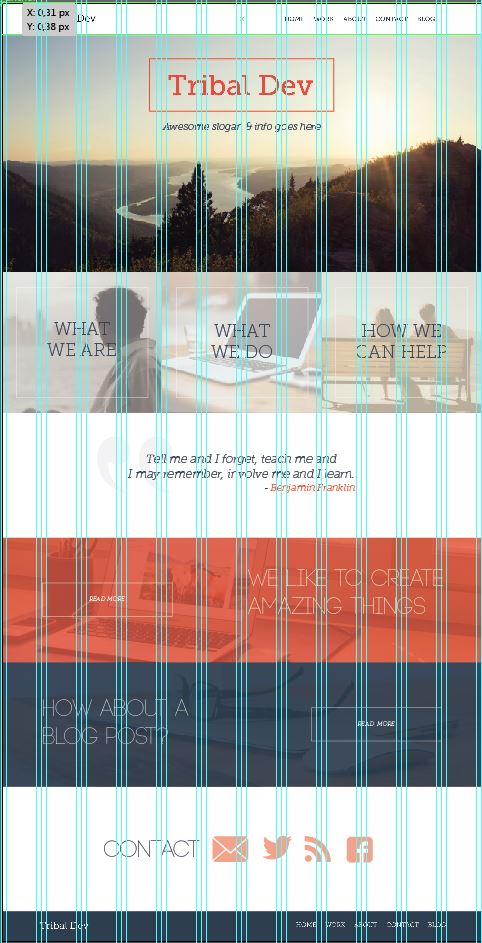 X: 0,31 px
Y: 0,38 px
Dev
HOME WORK ABOUT CONTACT BLOG
Tribal Dev
Awesome slogan & info goes here
WHAT
WE ARE
WHAT
WE DO
HOW WE
CAN HELP
Tell me and I forget, teach me and
I may remember, involve me and I learn.
- Benjamin Franklin
WE LIKE TO CREATE
AMAZING THINGS
READ MORE
HOW ABOUT A
BLOG POST?
READ MORE
CONTACT
Tribal Dev
HOME WORK ABOUT CONTACT BLOG